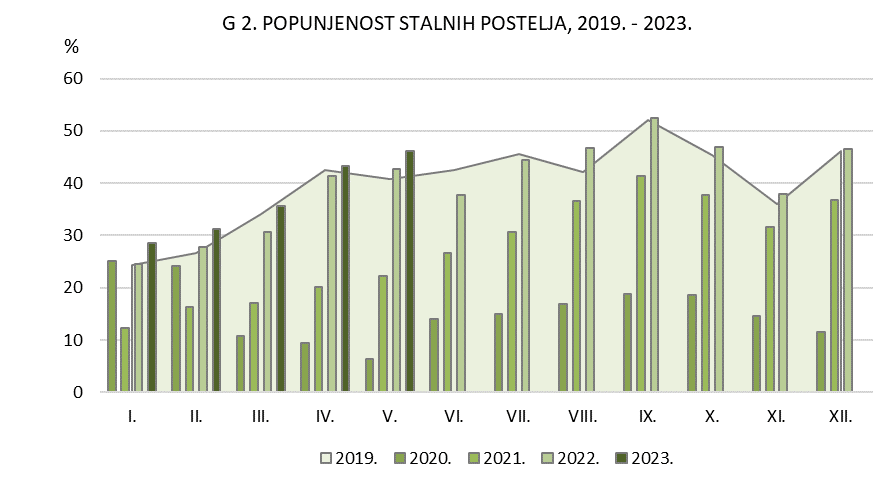 G 2. POPUNJENOST STALNIH POSTELJA, 2019. - 2023.
%
60
50
40
30
20
10
0
I. II. III. IV. V. VI. VII. VIII. IX. X. XI. XII.
2019. 2020. 2021. 2022. 2023.